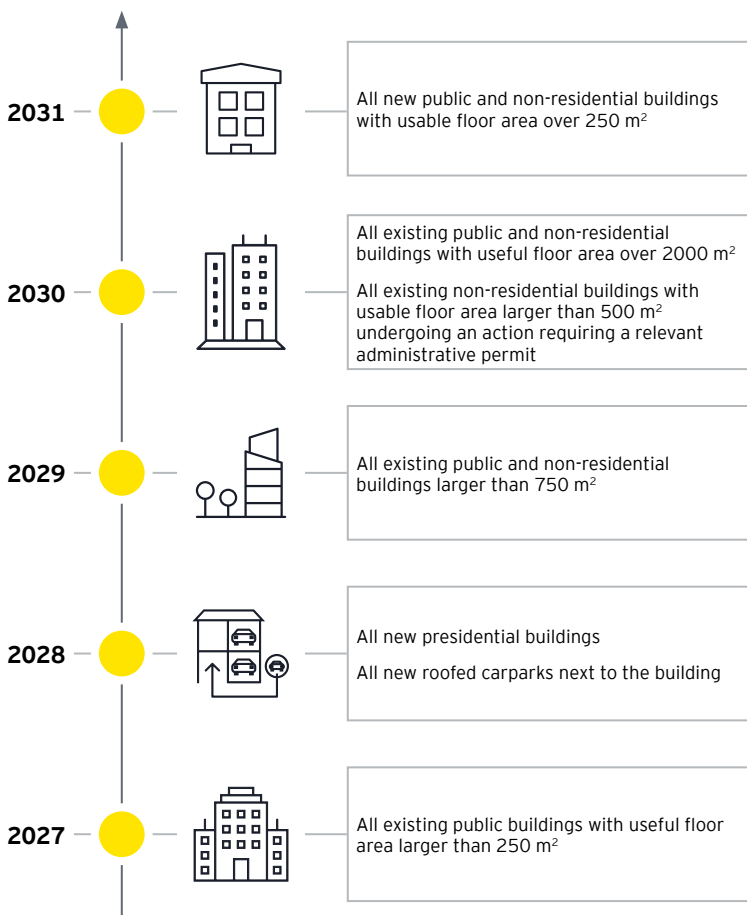 2031
All new public and non-residential buildings
with usable floor area over 250 m²
2030
All existing public and non-residential
buildings with useful floor area over 2000 m²
All existing non-residential buildings with
usable floor area larger than 500 m²
undergoing an action requiring a relevant
administrative permit
2029
All existing public and non-residential
buildings larger than 750 m²
2028
All new presidential buildings
All new roofed carparks next to the building
2027
All existing public buildings with useful floor
area larger than 250 m²